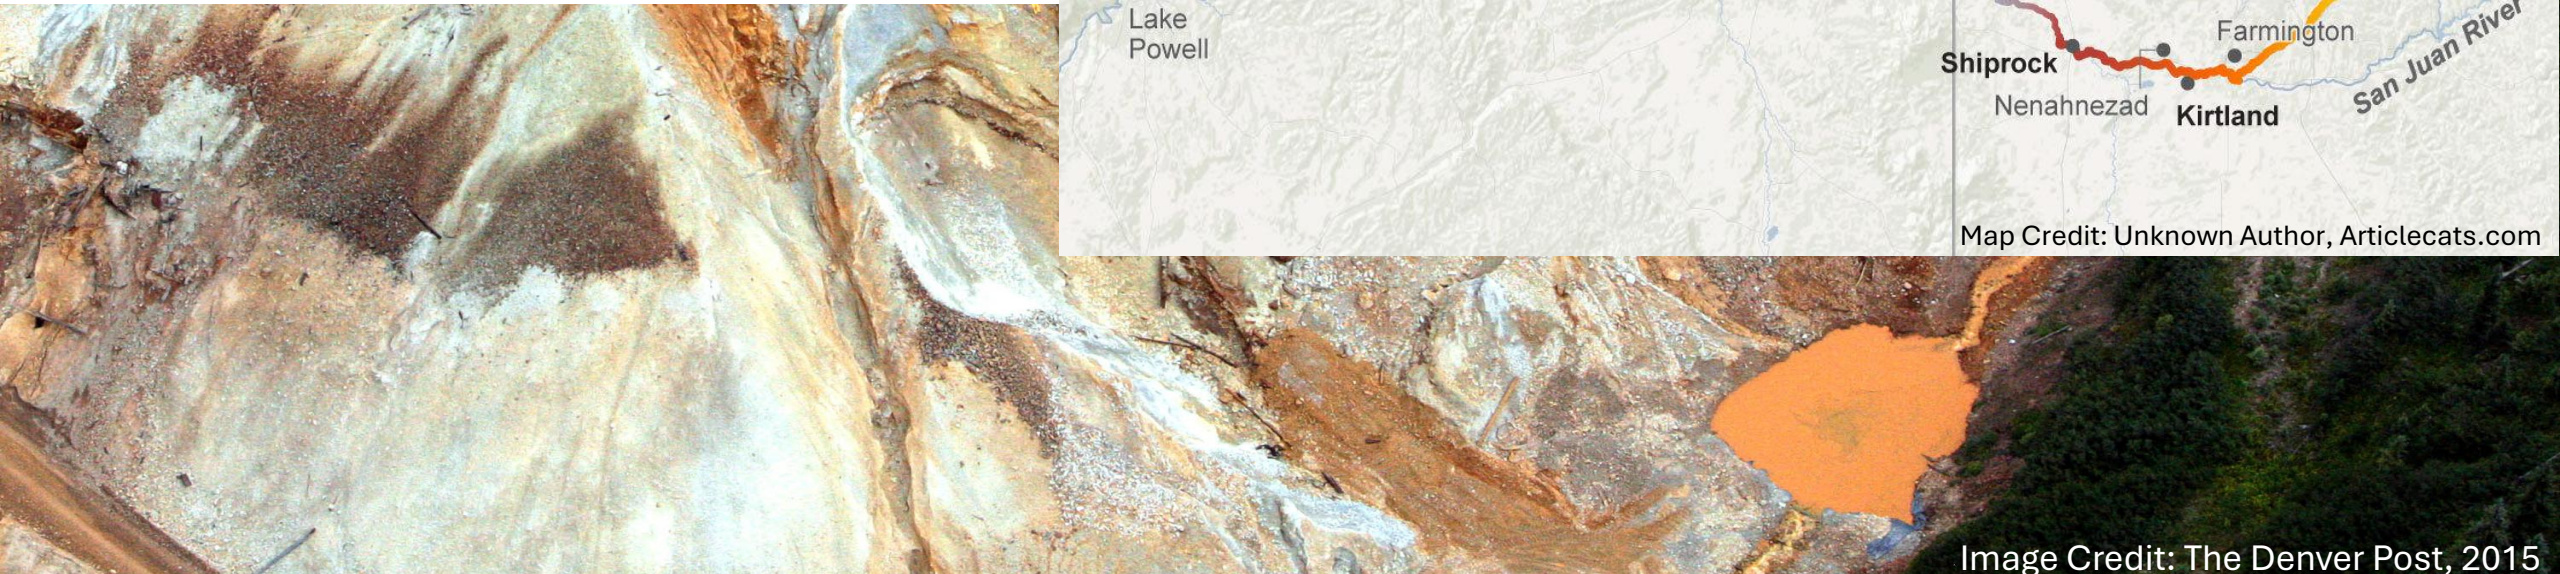 Lake
Powell
Farmington
Shiprock
San Juan River
Nenahnezad
Kirtland
Map Credit: Unknown Author, Articlecats.com
Image Credit: The Denver Post, 2015